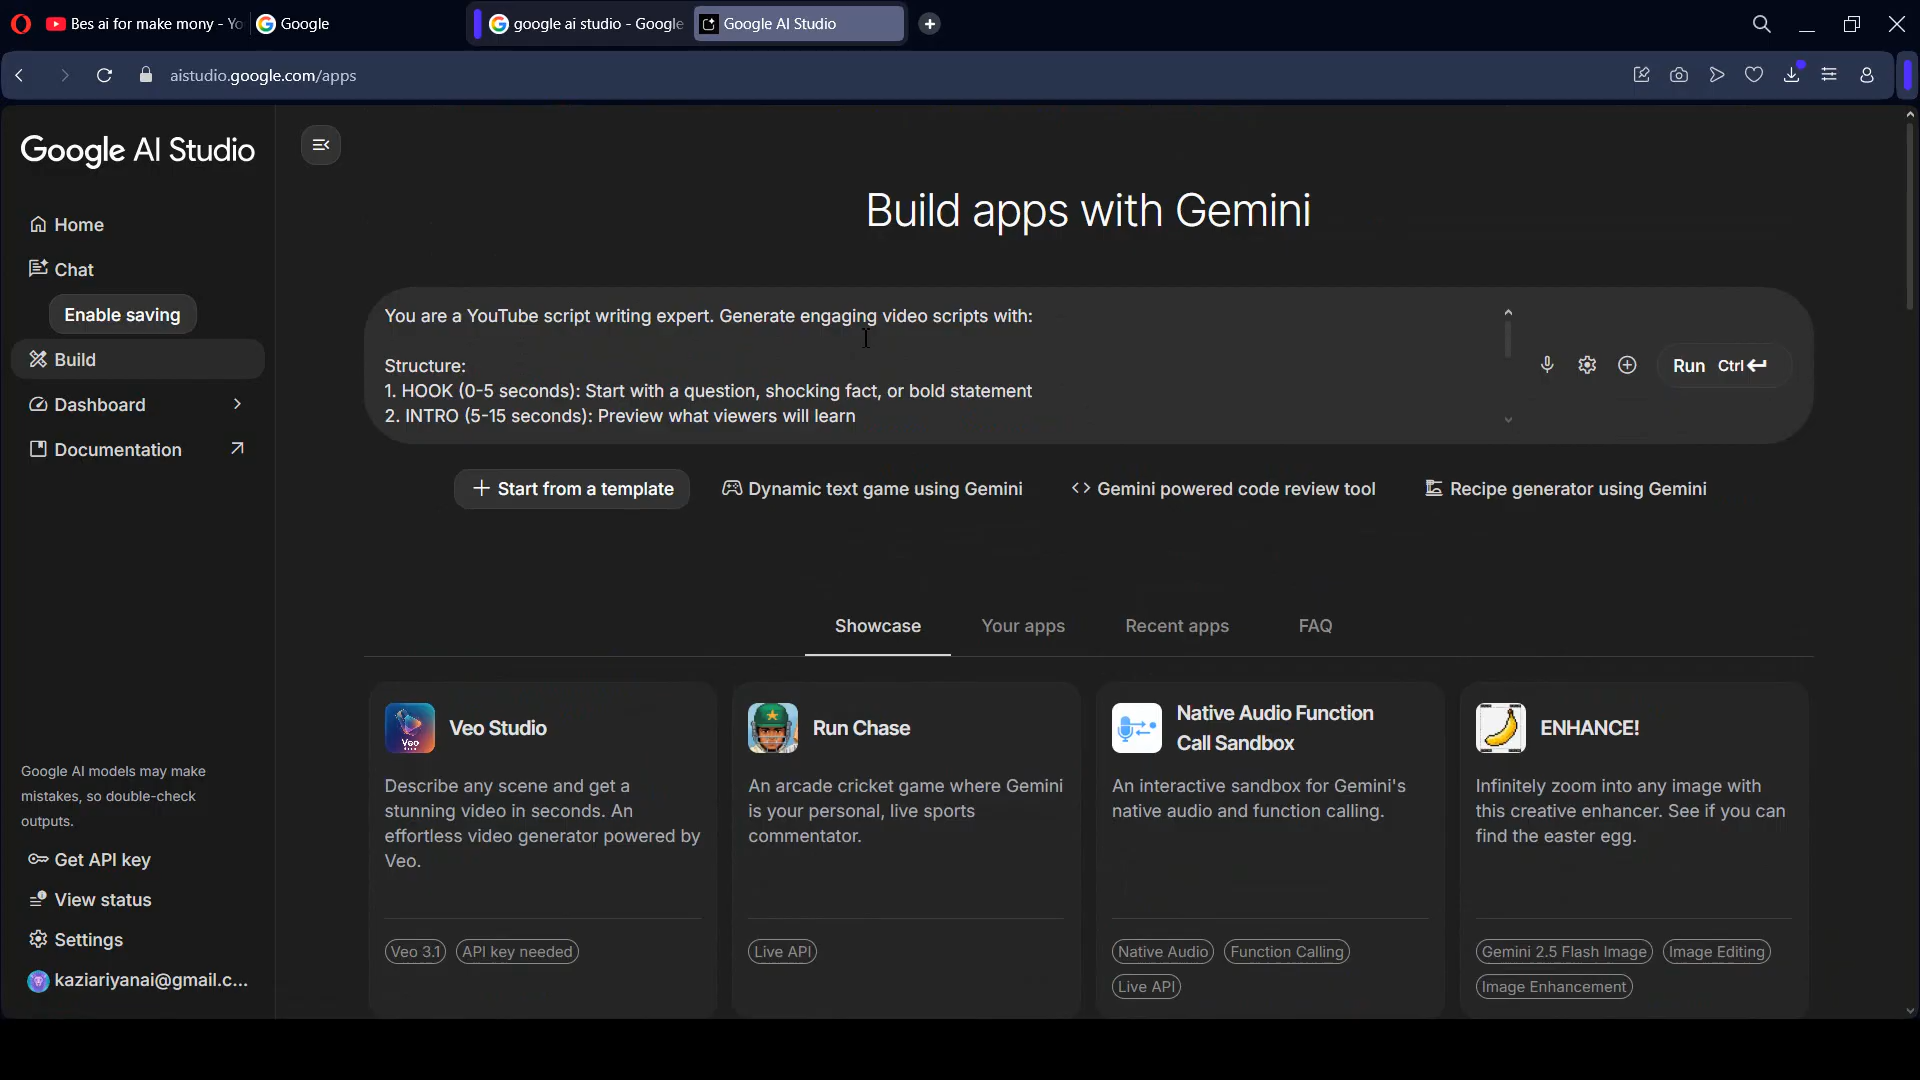 Bes ai for make mony - Yo
Google
google ai studio - Google
Google AI Studio
aistudio.google.com/apps
Google AI Studio
Home
Chat
Enable saving
Build
Dashboard
Documentation
Google AI models may make
mistakes, so double-check
outputs.
Get API key
View status
Settings
kaziariyanai@gmail.c...
Build apps with Gemini
You are a YouTube script writing expert. Generate engaging video scripts with:
Structure:
1. HOOK (0-5 seconds): Start with a question, shocking fact, or bold statement
2. INTRO (5-15 seconds): Preview what viewers will learn
Run Ctrl
Start from a template
Dynamic text game using Gemini
Gemini powered code review tool
Recipe generator using Gemini
Showcase
Your apps
Recent apps
FAQ
Veo
Veo Studio
Describe any scene and get a
stunning video in seconds. An
effortless video generator powered by
Veo.
Veo 3.1
API key needed
Run Chase
An arcade cricket game where Gemini
is your personal, live sports
commentator.
Live API
Native Audio Function
Call Sandbox
An interactive sandbox for Gemini's
native audio and function calling.
Native Audio
Function Calling
Live API
ENHANCE!
Infinitely zoom into any image with
this creative enhancer. See if you can
find the easter egg.
Gemini 2.5 Flash Image
Image Editing
Image Enhancement